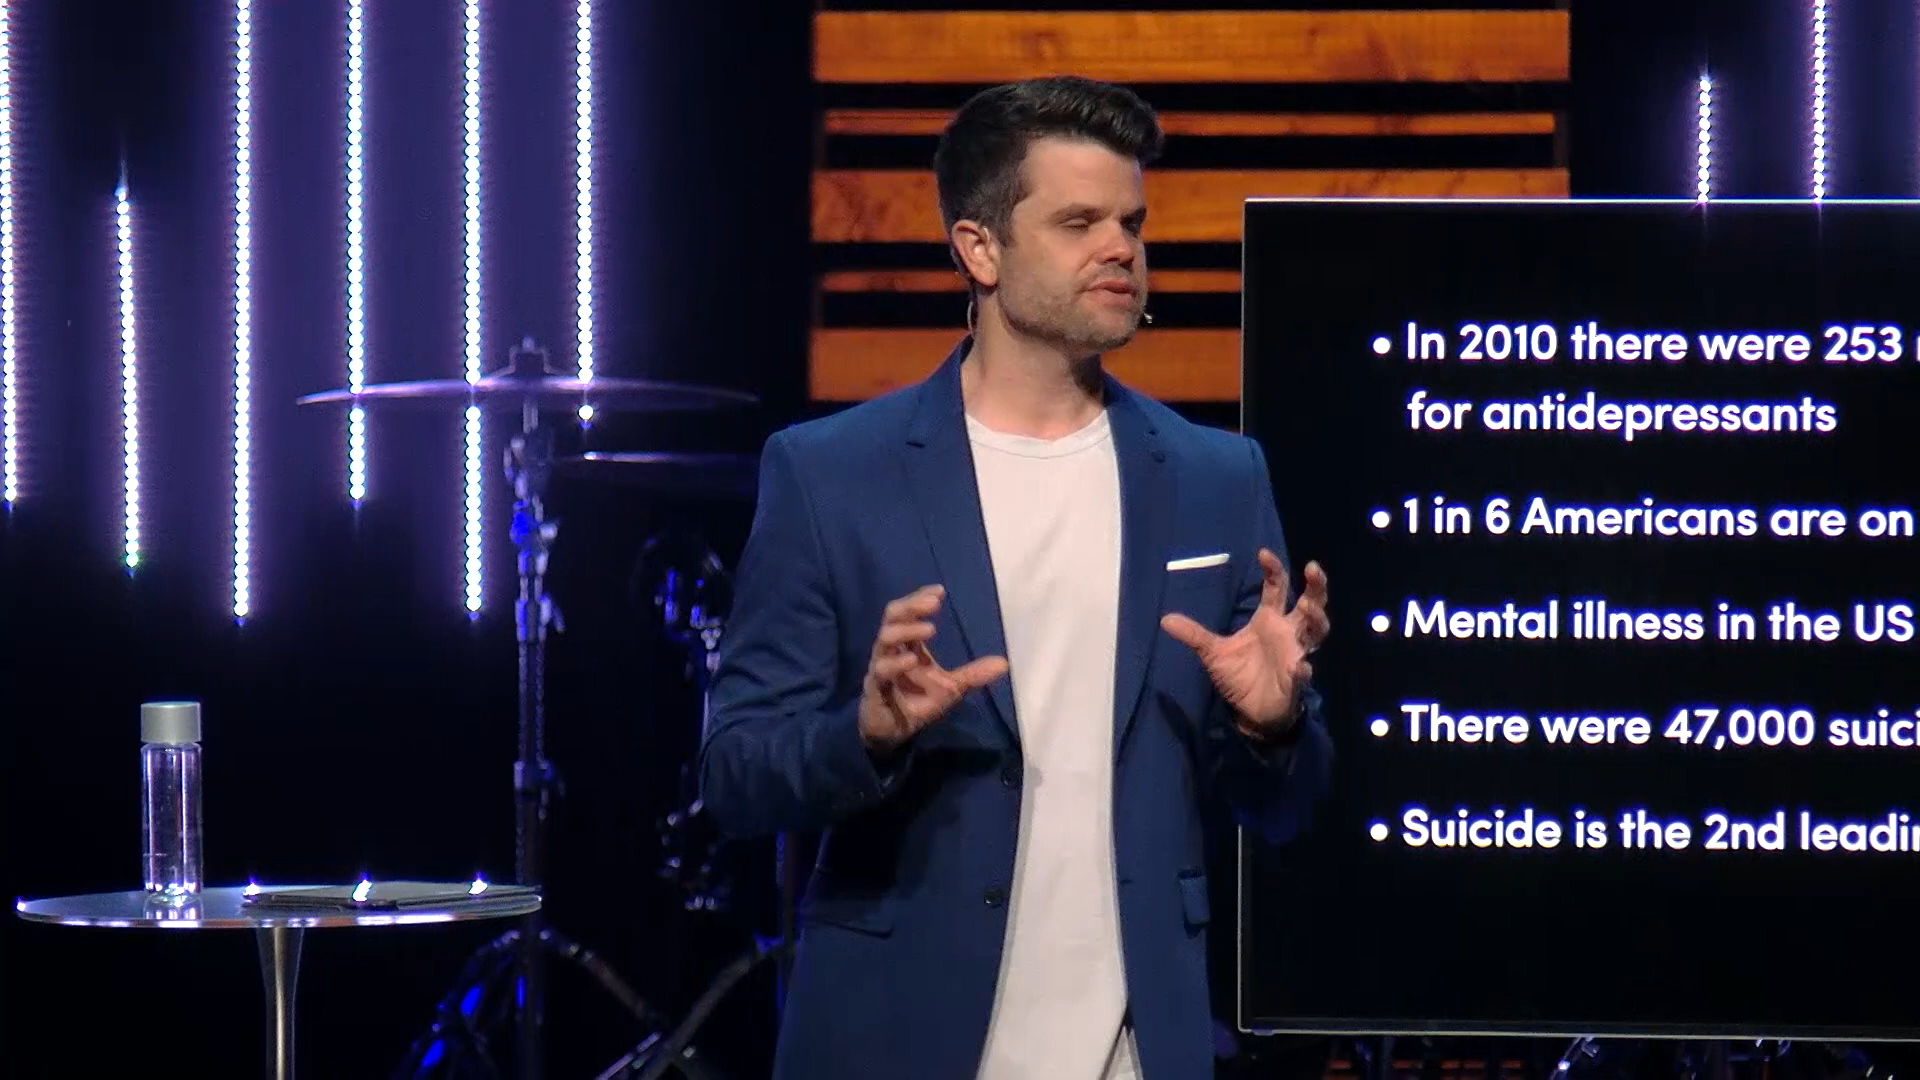 • In 2010 there were 253
for antidepressants
• 1 in 6 Americans are on
• Mental illness in the US
• There were 47,000
• Suicide is the 2nd